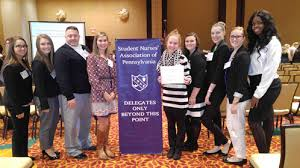 Student Nurses'
Association of
Pennsylvania
DELEGATES
ONLY
BEYOND THIS
POINT